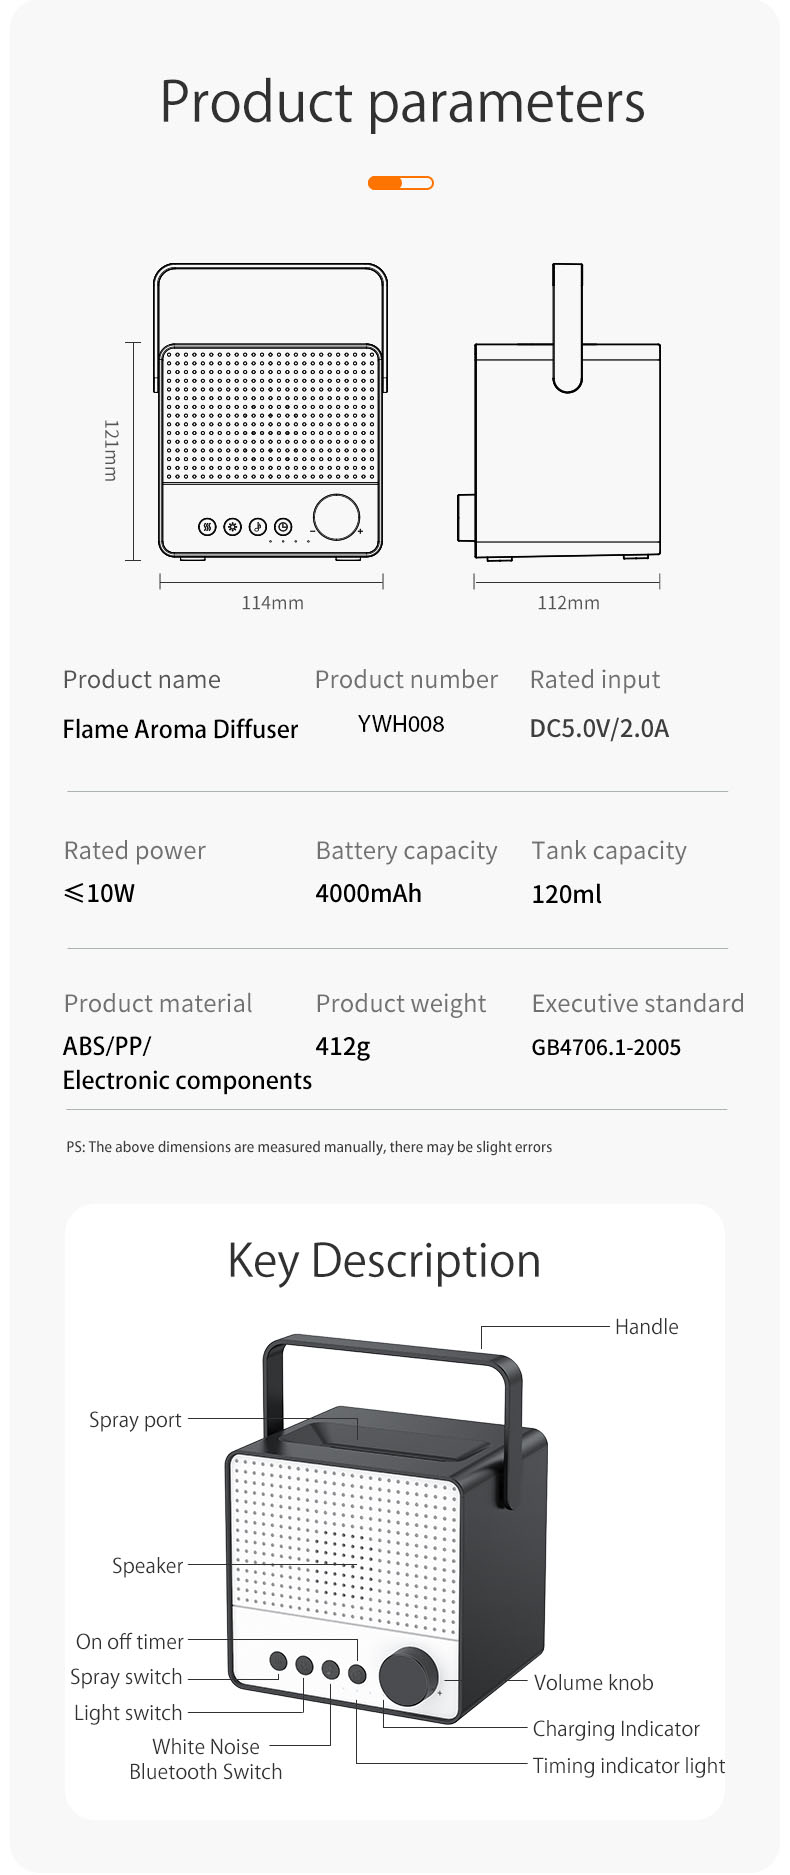 Product parameters
121mm
114mm
112mm
Product name
Product number
Rated input
Flame Aroma Diffuser
YWH008
DC5.0V/2.0A
Rated power
Battery capacity
Tank capacity
≤10W
4000mAh
120ml
Product material
Product weight
Executive standard
ABS/PP/
Electronic components
412g
GB4706.1-2005
PS: The above dimensions are measured manually, there may be slight errors
Key Description
Handle
Spray port
Speaker
On off timer
Spray switch
Light switch
White Noise
Bluetooth Switch
Volume knob
Charging Indicator
Timing indicator light